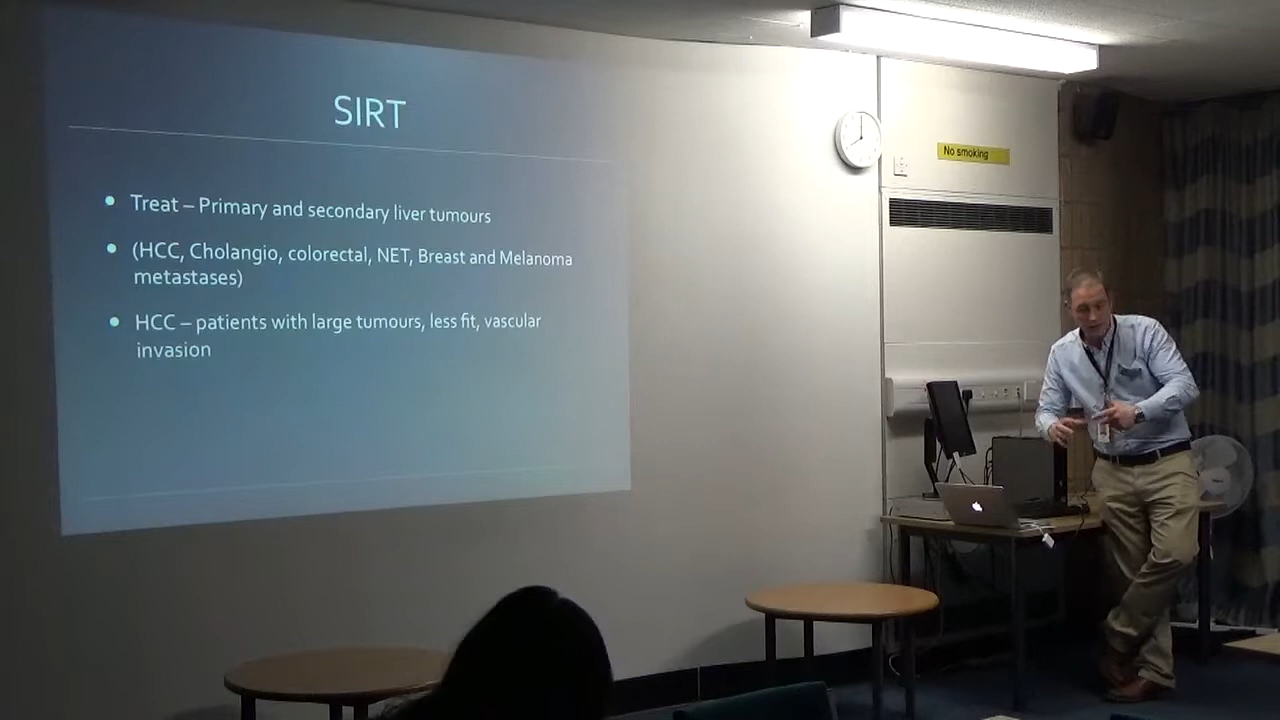 SIRT
Treat – Primary and secondary liver tumours
(HCC, Cholangio, colorectal, NET, Breast and Melanoma
metastases)
HCC – patients with large tumours, less fit, vascular
invasion
No smoking